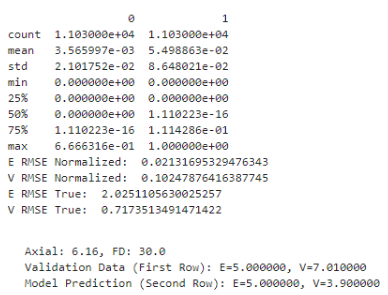 0 1
count 1.103000e+04 1.103000e+04
mean 3.565997e-03 5.498863e-02
std 2.101752e-02 8.648021e-02
min 0.000000e+00 0.000000e+00
25% 0.000000e+00 0.000000e+00
50% 0.000000e+00 1.110223e-16
75% 1.110223e-16 1.114286e-01
max 6.666316e-01 1.000000e+00
E RMSE Normalized: 0.02131695329476343
V RMSE Normalized: 0.10247876416387745
E RMSE True: 2.0251105630025257
V RMSE True: 0.7173513491471422
Axial: 6.16, FD: 30.0
Validation Data (First Row): E=5.000000, V=7.010000
Model Prediction (Second Row): E=5.000000, V=3.900000